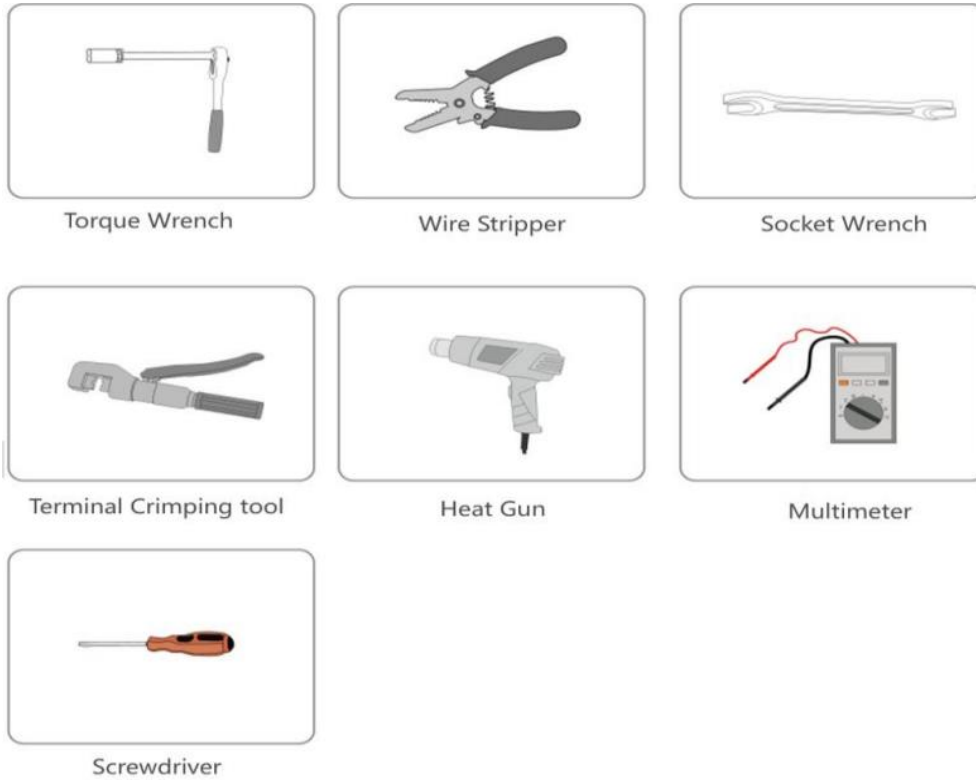 Torque Wrench
Wire Stripper
Socket Wrench
Terminal Crimping tool
Heat Gun
Multimeter
Screwdriver